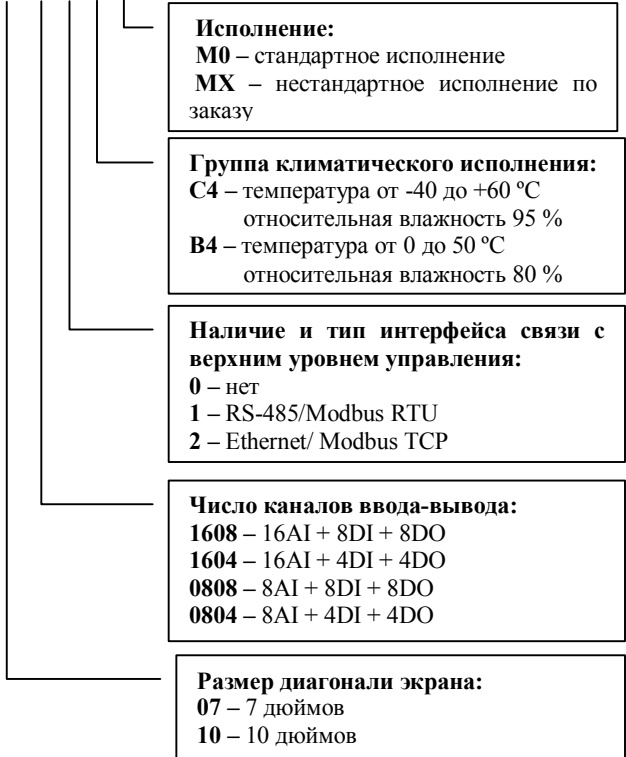 Исполнение:
М0 – стандартное исполнение
МХ – нестандартное исполнение по
заказу
Группа климатического исполнения:
С4 – температура от -40 до +60 ºС
относительная влажность 95 %
В4 – температура от 0 до 50 ºС
относительная влажность 80 %
Наличие и тип интерфейса связи с
верхним уровнем управления:
0 – нет
1 – RS-485/Modbus RTU
2 – Ethernet/ Modbus TCP
Число каналов ввода-вывода:
1608 – 16AI + 8DI + 8DO
1604 – 16AI + 4DI + 4DO
0808 – 8AI + 8DI + 8DO
0804 – 8AI + 4DI + 4DO
Размер диагонали экрана:
07 – 7 дюймов
10 – 10 дюймов